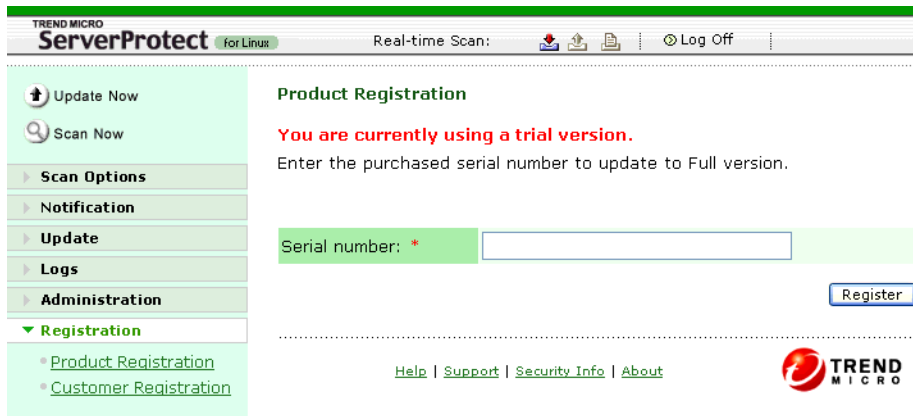 TREND MICRO
ServerProtect for Linux
Real-time Scan:
Log Off
Update Now
Scan Now
Scan Options
Notification
Update
Logs
Administration
Registration
Product Registration
Customer Registration
Product Registration
You are currently using a trial version.
Enter the purchased serial number to update to Full version.
Serial number: *
Register
Help | Support | Security Info | About
TREND
MICRO